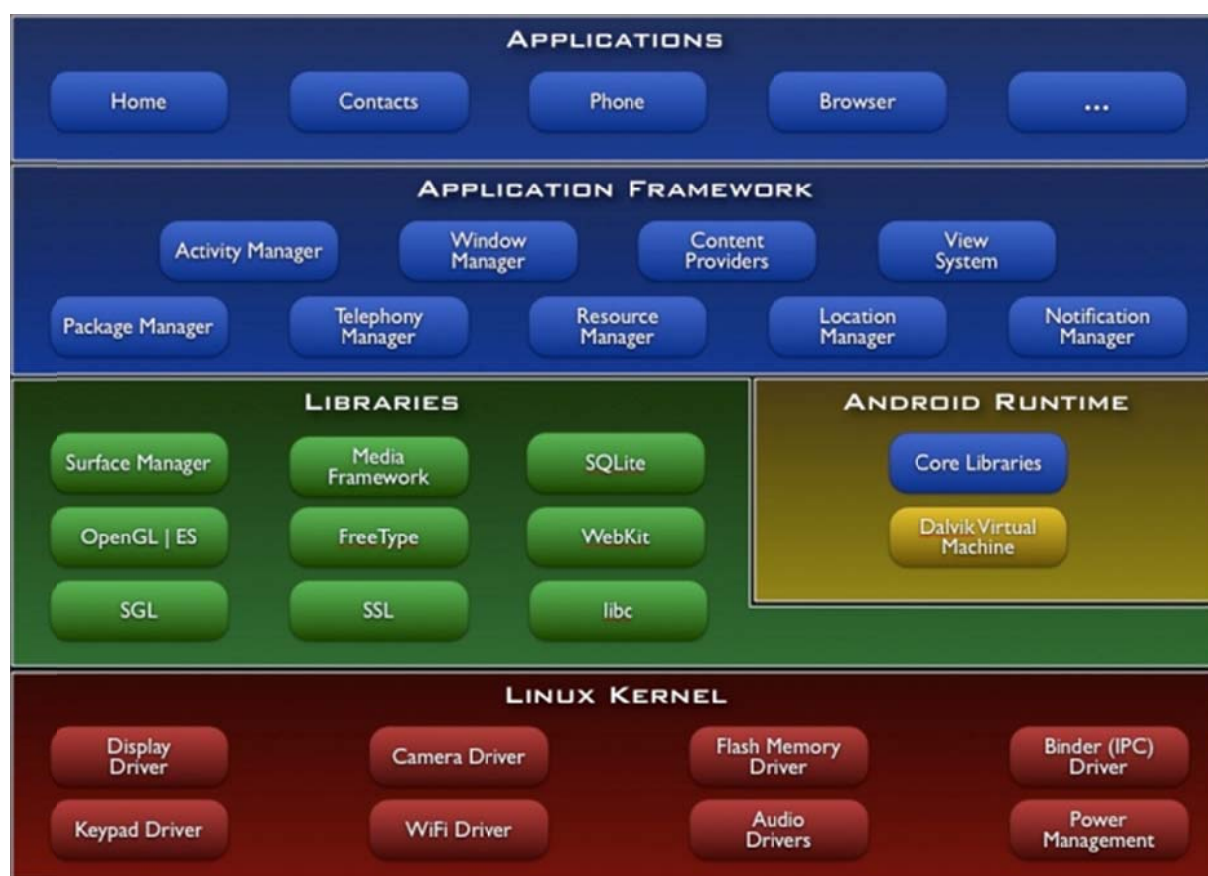 APPLICATIONS
Home
Contacts
Phone
Browser
...
APPLICATION FRAMEWORK
Activity Manager
Window
Manager
Content
Providers
View
System
Package Manager
Telephony
Manager
Resource
Manager
Location
Manager
Notification
Manager
LIBRARIES
Surface Manager
Media
Framework
SQLite
OpenGL | ES
FreeType
WebKit
SGL
SSL
libc
ANDROID RUNTIME
Core Libraries
Dalvik Virtual
Machine
LINUX KERNEL
Display
Driver
Camera Driver
Flash Memory
Driver
Binder (IPC)
Driver
Keypad Driver
WiFi Driver
Audio
Drivers
Power
Management